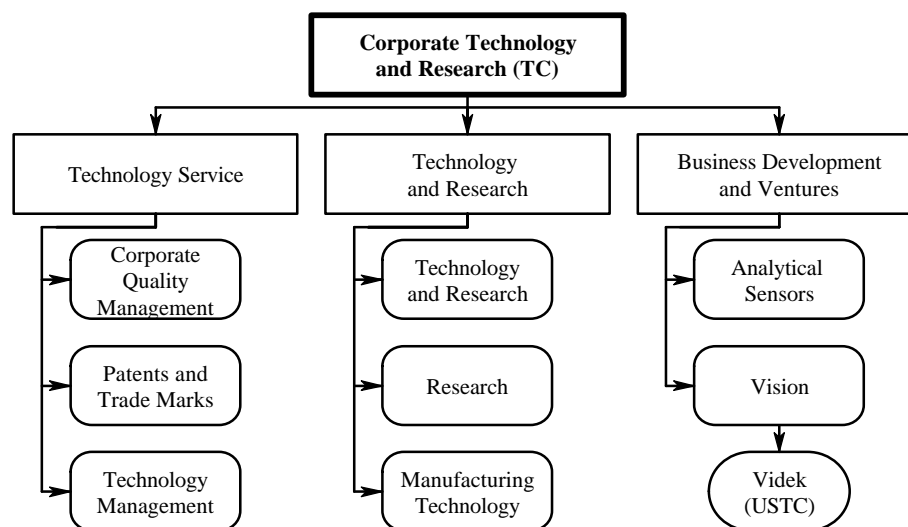 Corporate Technology
and Research (TC)
Technology Service
Technology
and Research
Business Development
and Ventures
Corporate
Quality
Management
Technology
and Research
Analytical
Sensors
Patents and
Trade Marks
Research
Vision
Technology
Management
Manufacturing
Technology
Videk
(USTC)